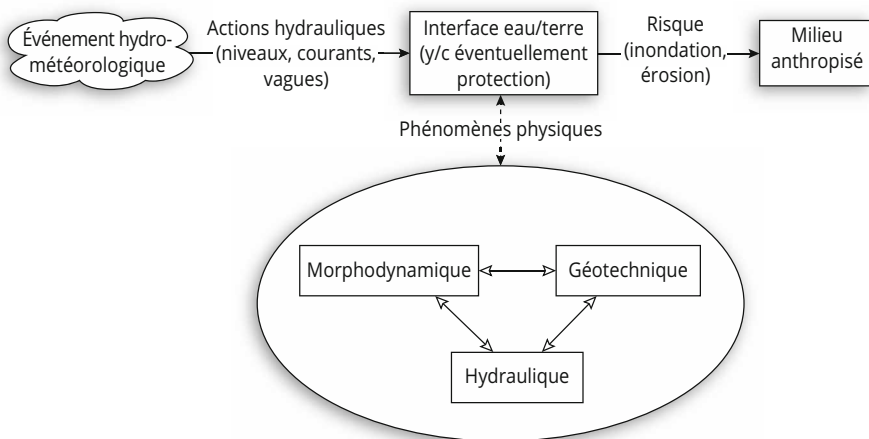 Événement hydro-
météorologique
Actions hydrauliques
(niveaux, courants,
vagues)
Interface eau/terre
(y/c éventuellement
protection)
Risque
(inondation,
érosion)
Milieu
anthropisé
Phénomènes physiques
Morphodynamique
Géotechnique
Hydraulique